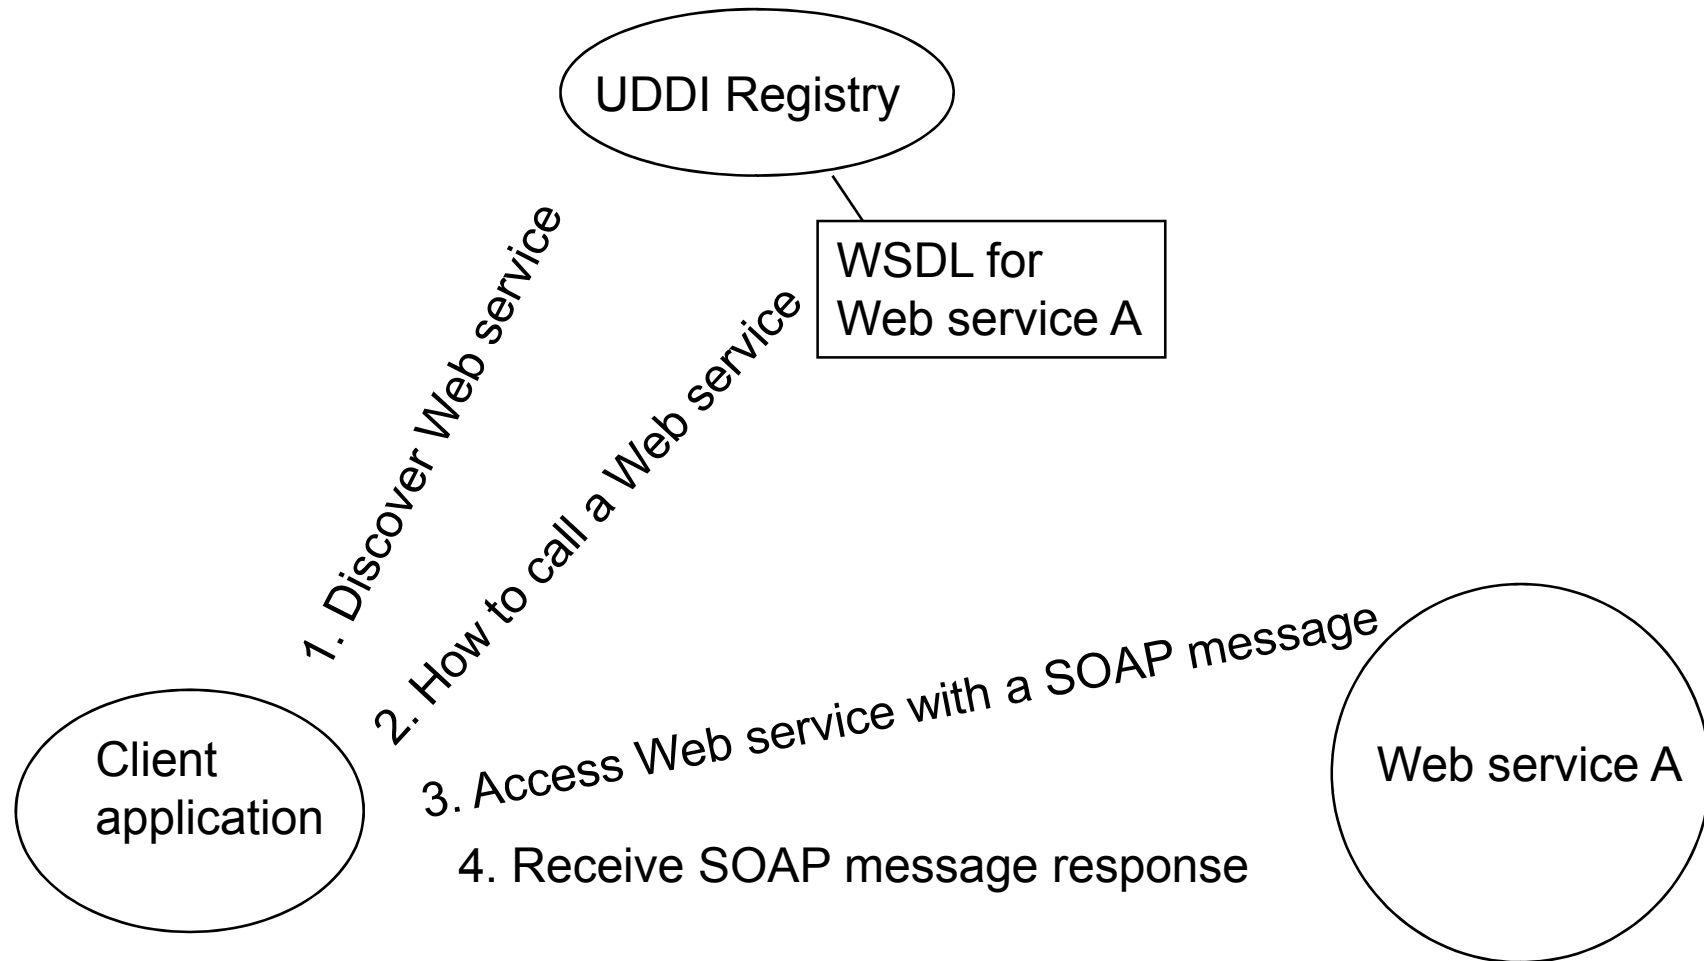 UDDI Registry
WSDL for
Web service A
1. Discover Web service
2. How to call a Web service
3. Access Web service with a SOAP message
4. Receive SOAP message response
Client
application
Web service A